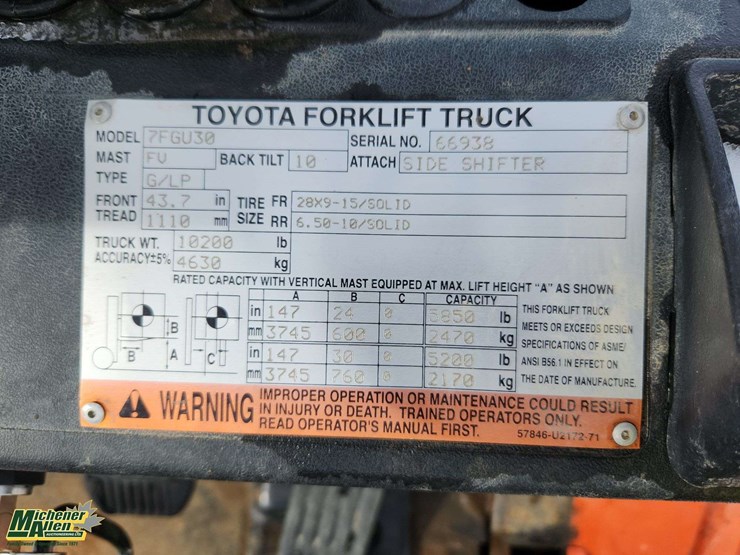 TOYOTA FORKLIFT TRUCK
MODEL 7FGU30 SERIAL NO. 66938
MAST FV BACK TILT 10 ATTACH SIDE SHIFTER
TYPE G/LP
FRONT TREAD 43.7 in TIRE SIZE FR 28X9-15/SOLID
1110 mm RR 6.50-10/SOLID
TRUCK WT. 10200 lb
ACCURACY±5% 4630 kg
RATED CAPACITY WITH VERTICAL MAST EQUIPPED AT MAX. LIFT HEIGHT "A" AS SHOWN
A B C CAPACITY
in 147 24 0 5850 lb
mm 3745 600 0 2470 kg
in 147 30 0 5200 lb
mm 3745 760 0 2170 kg
B
A
B C
THIS FORKLIFT TRUCK
MEETS OR EXCEEDS DESIGN
SPECIFICATIONS OF ASME/
ANSI B56.1 IN EFFECT ON
THE DATE OF MANUFACTURE.
WARNING
IMPROPER OPERATION OR MAINTENANCE COULD RESULT
IN INJURY OR DEATH. TRAINED OPERATORS ONLY.
READ OPERATOR'S MANUAL FIRST.
57846-U2172-71
Michener
Allen
AUCTIONEERING LTD.